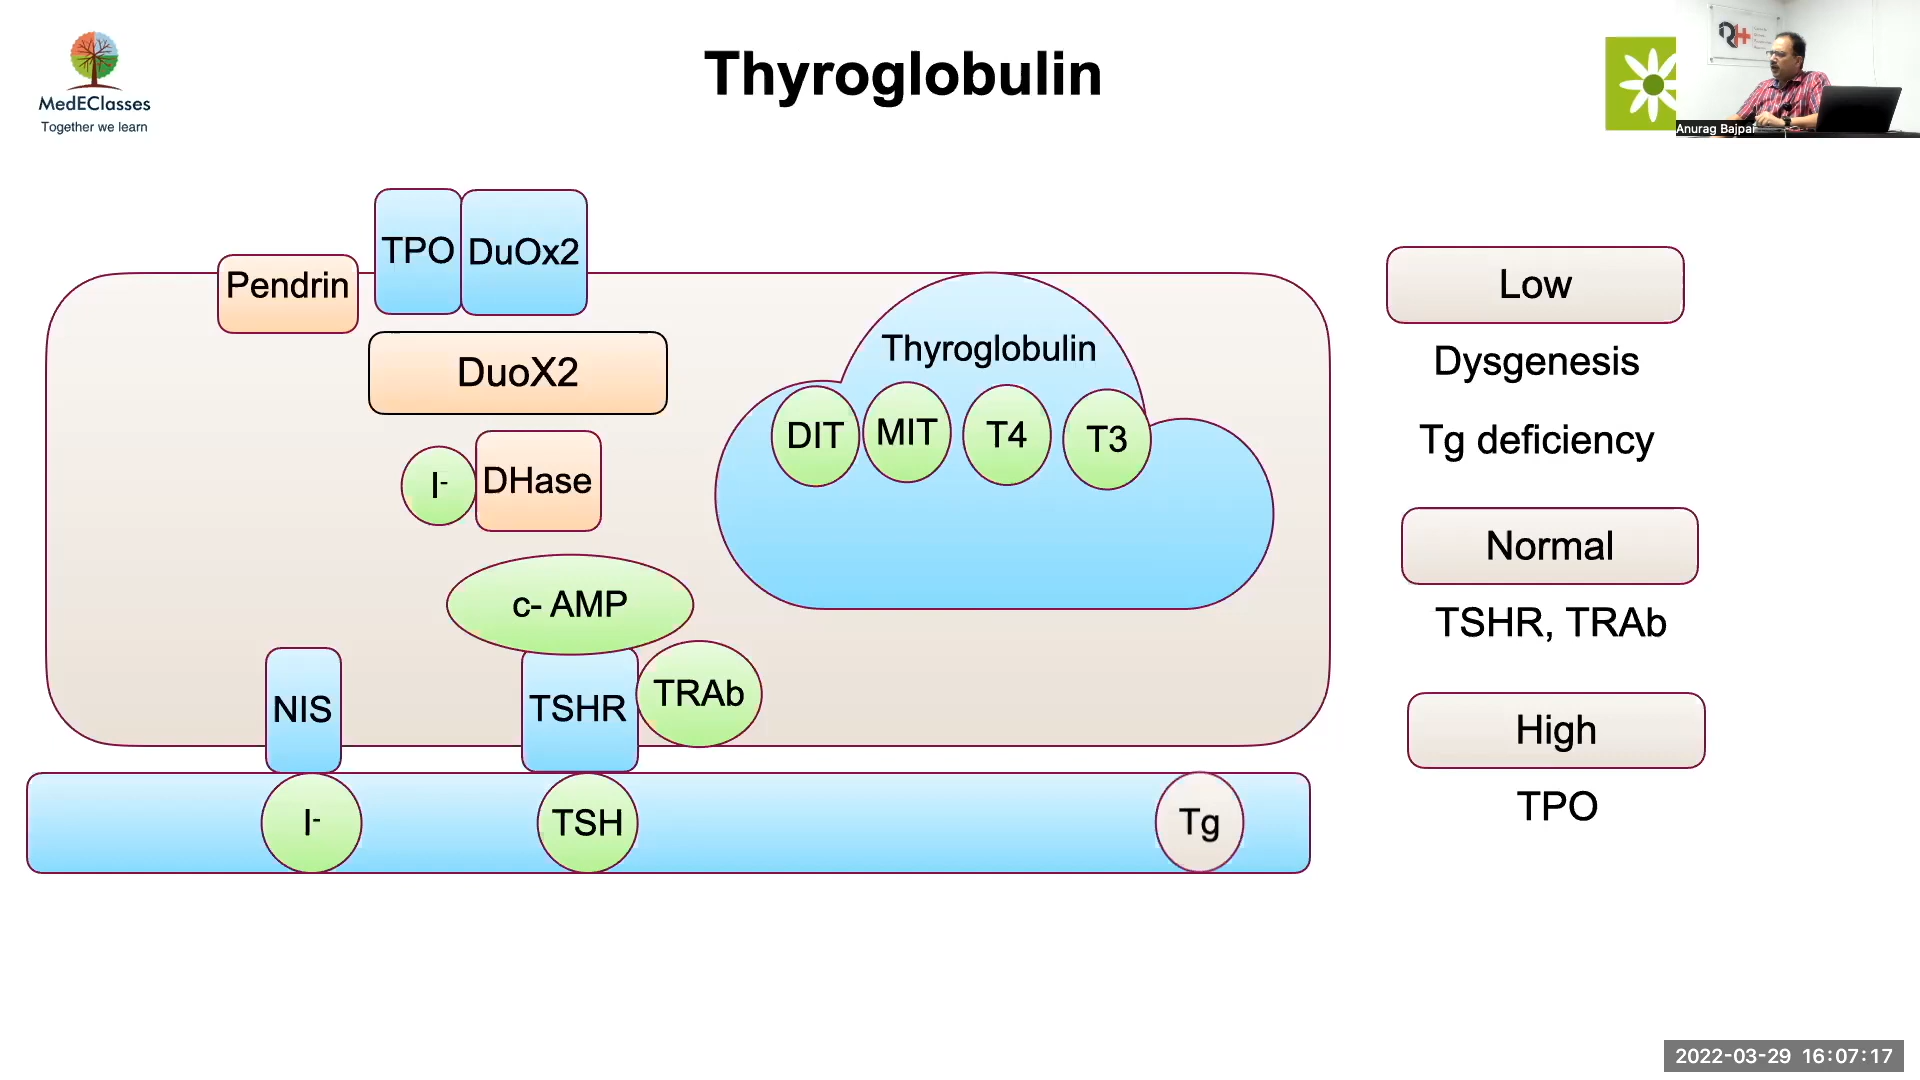 MedEClasses
Together we learn
Thyroglobulin
Anurag Bajpai
TPO
DuOx2
Pendrin
DuoX2
I-
DHase
c- AMP
NIS
TSHR
TRAb
I-
TSH
Tg
Thyroglobulin
DIT
MIT
T4
T3
Low
Dysgenesis
Tg deficiency
Normal
TSHR, TRAb
High
TPO
2022-03-29 16:07:17